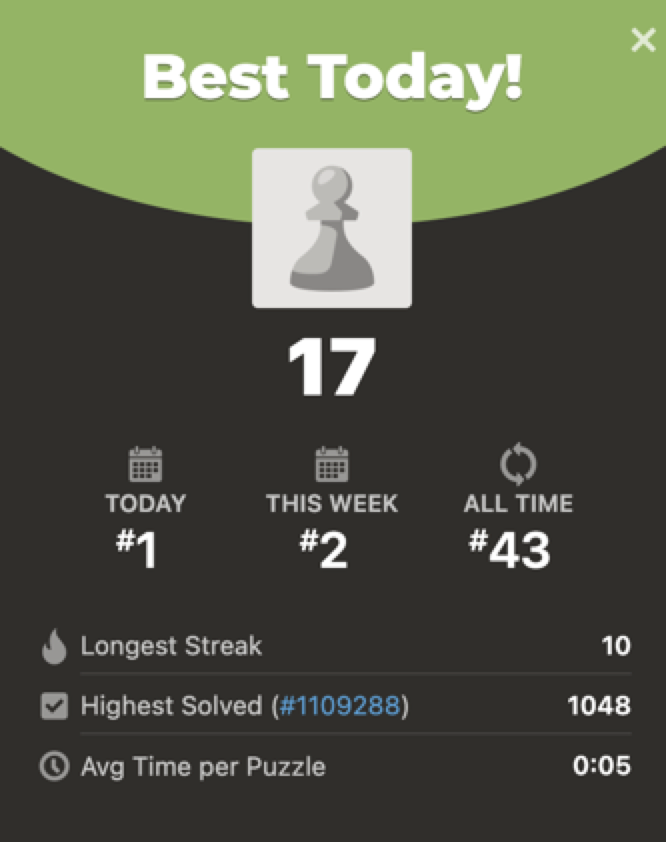 Best Today!
17
TODAY THIS WEEK ALL TIME
#1 #2 #43
Longest Streak 10
Highest Solved (#1109288) 1048
Avg Time per Puzzle 0:05